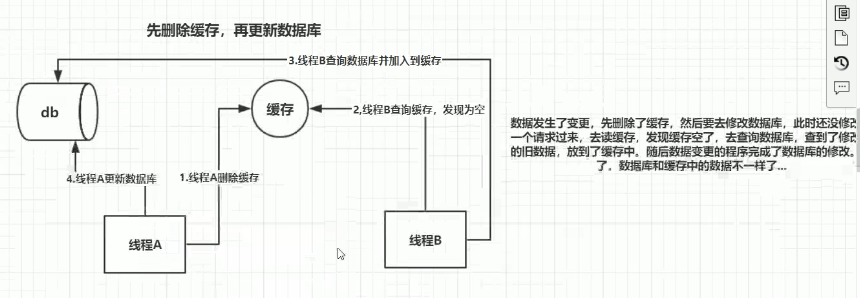 先删除缓存，再更新数据库
3.线程B查询数据库并加入到缓存
db
缓存
2,线程B查询缓存，发现为空
数据发生了变更，先删除了缓存，然后要去修改数据库，此时还没修改
一个请求过来，去读缓存，发现缓存空了，去查询数据库，查到了修改
的旧数据，放到了缓存中。随后数据变更的程序完成了数据库的修改。
了，数据库和缓存中的数据不一样了...
4.线程A更新数据库
1.线程A删除缓存
线程A
线程B